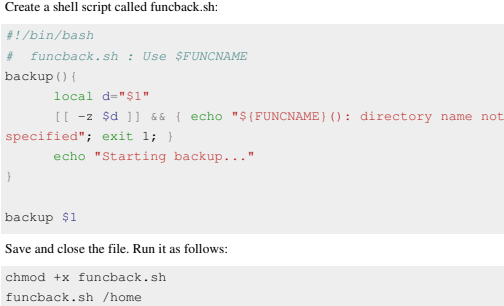 Create a shell script called funcback.sh:
#!/bin/bash
#  funcback.sh : Use $FUNCNAME
backup(){
      local d="$1"
      [[ -z $d ]] && { echo "${FUNCNAME}(): directory name not
specified"; exit 1; }
      echo "Starting backup..."
}
backup $1
Save and close the file. Run it as follows:
chmod +x funcback.sh
funcback.sh /home